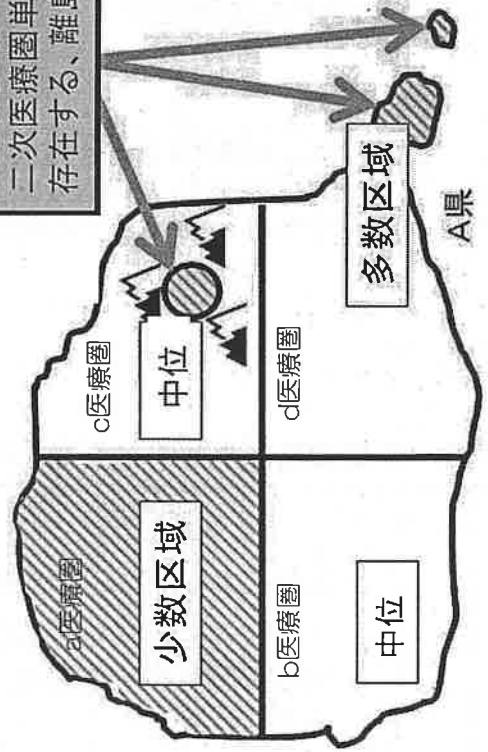 二次医療圏単
存在する、離島
a医療圏
少数区域
c医療圏
中位
b医療圏
中位
d医療圏
多数区域
A県